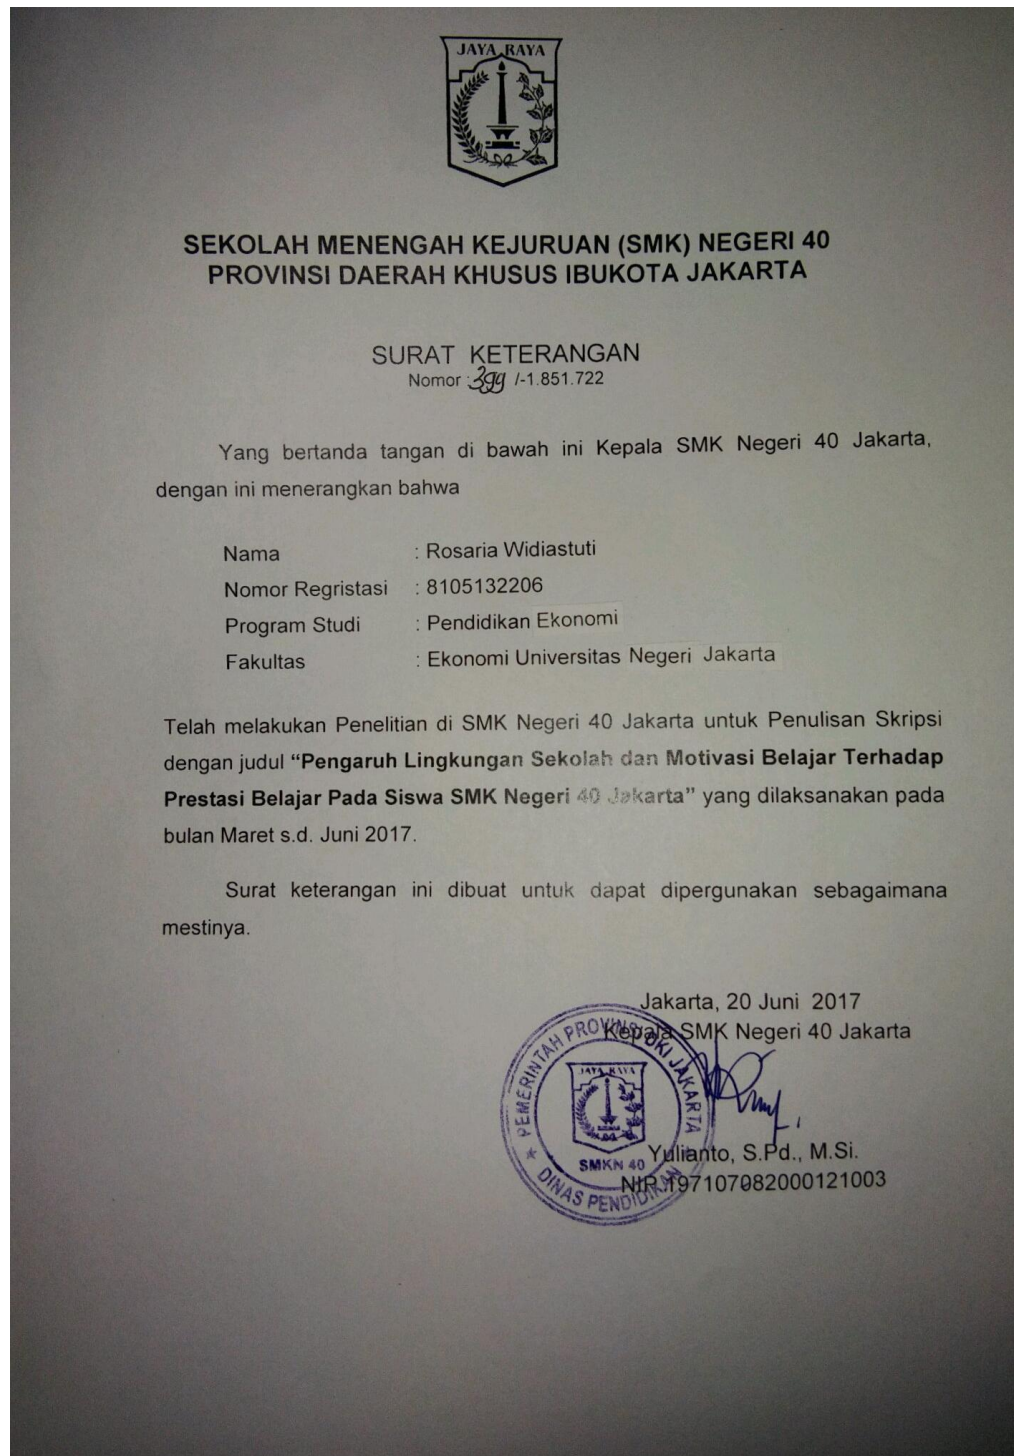 JAYA RAYA
SEKOLAH MENENGAH KEJURUAN (SMK) NEGERI 40
PROVINSI DAERAH KHUSUS IBUKOTA JAKARTA
SURAT KETERANGAN
Nomor : 399 /-1.851.722
Yang bertanda tangan di bawah ini Kepala SMK Negeri 40 Jakarta,
dengan ini menerangkan bahwa
Nama : Rosaria Widiastuti
Nomor Regristasi : 8105132206
Program Studi : Pendidikan Ekonomi
Fakultas : Ekonomi Universitas Negeri Jakarta
Telah melakukan Penelitian di SMK Negeri 40 Jakarta untuk Penulisan Skripsi
dengan judul “Pengaruh Lingkungan Sekolah dan Motivasi Belajar Terhadap
Prestasi Belajar Pada Siswa SMK Negeri 40 Jakarta” yang dilaksanakan pada
bulan Maret s.d. Juni 2017.
Surat keterangan ini dibuat untuk dapat dipergunakan sebagaimana
mestinya.
Jakarta, 20 Juni 2017
Kepala SMK Negeri 40 Jakarta
PEMERINTAH PROVINSI DKI JAKARTA
JAYA RAYA
SMKN 40
DINAS PENDIDIKAN
Yulianto, S.Pd., M.Si.
NIP.197107082000121003